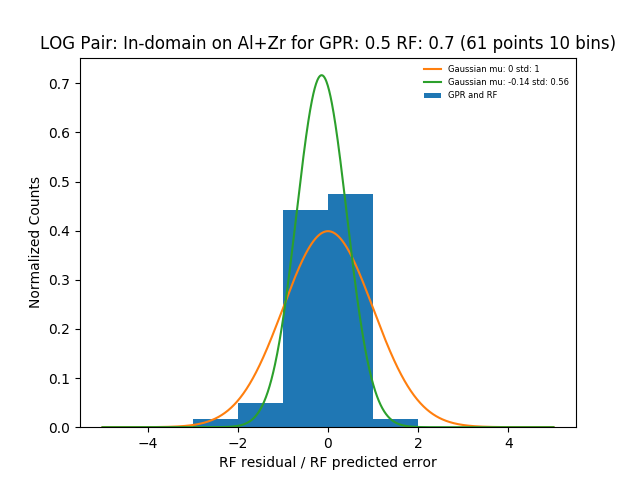 LOG Pair: In-domain on Al+Zr for GPR: 0.5 RF: 0.7 (61 points 10 bins)
Gaussian mu: 0 std: 1
Gaussian mu: -0.14 std: 0.56
GPR and RF
Normalized Counts
0.7
0.6
0.5
0.4
0.3
0.2
0.1
0.0
−4 −2 0 2 4
RF residual / RF predicted error